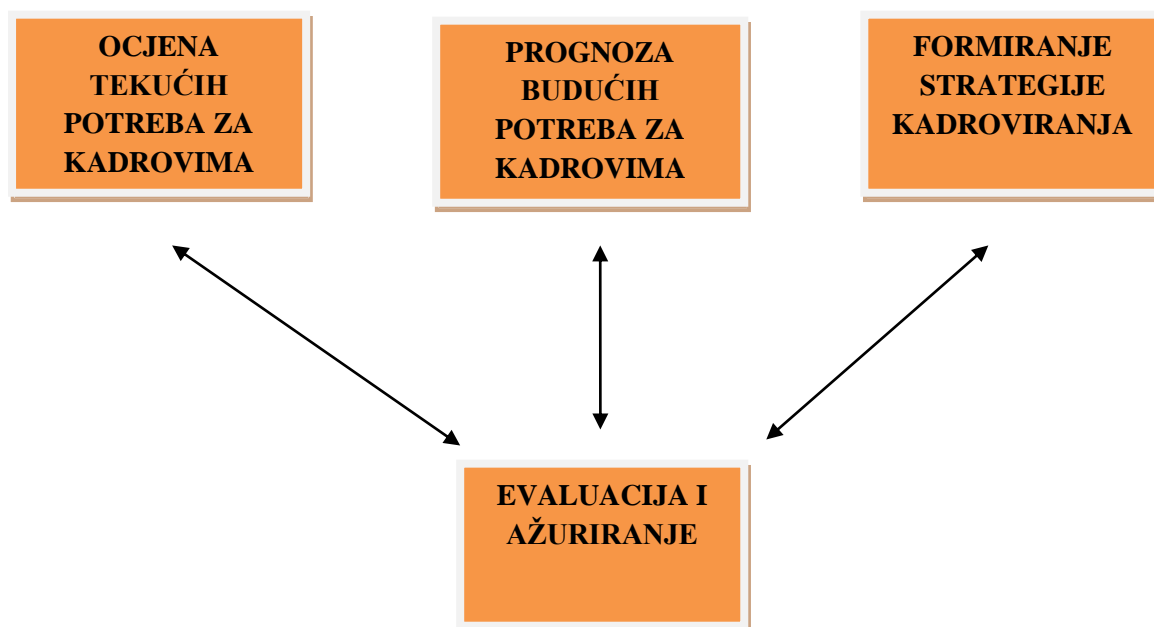 OCJENA
TEKUĆIH
POTREBA ZA
KADROVIMA
PROGNOZA
BUDUĆIH
POTREBA ZA
KADROVIMA
FORMIRANJE
STRATEGIJE
KADROVIRANJA
EVALUACIJA I
AŽURIRANJE